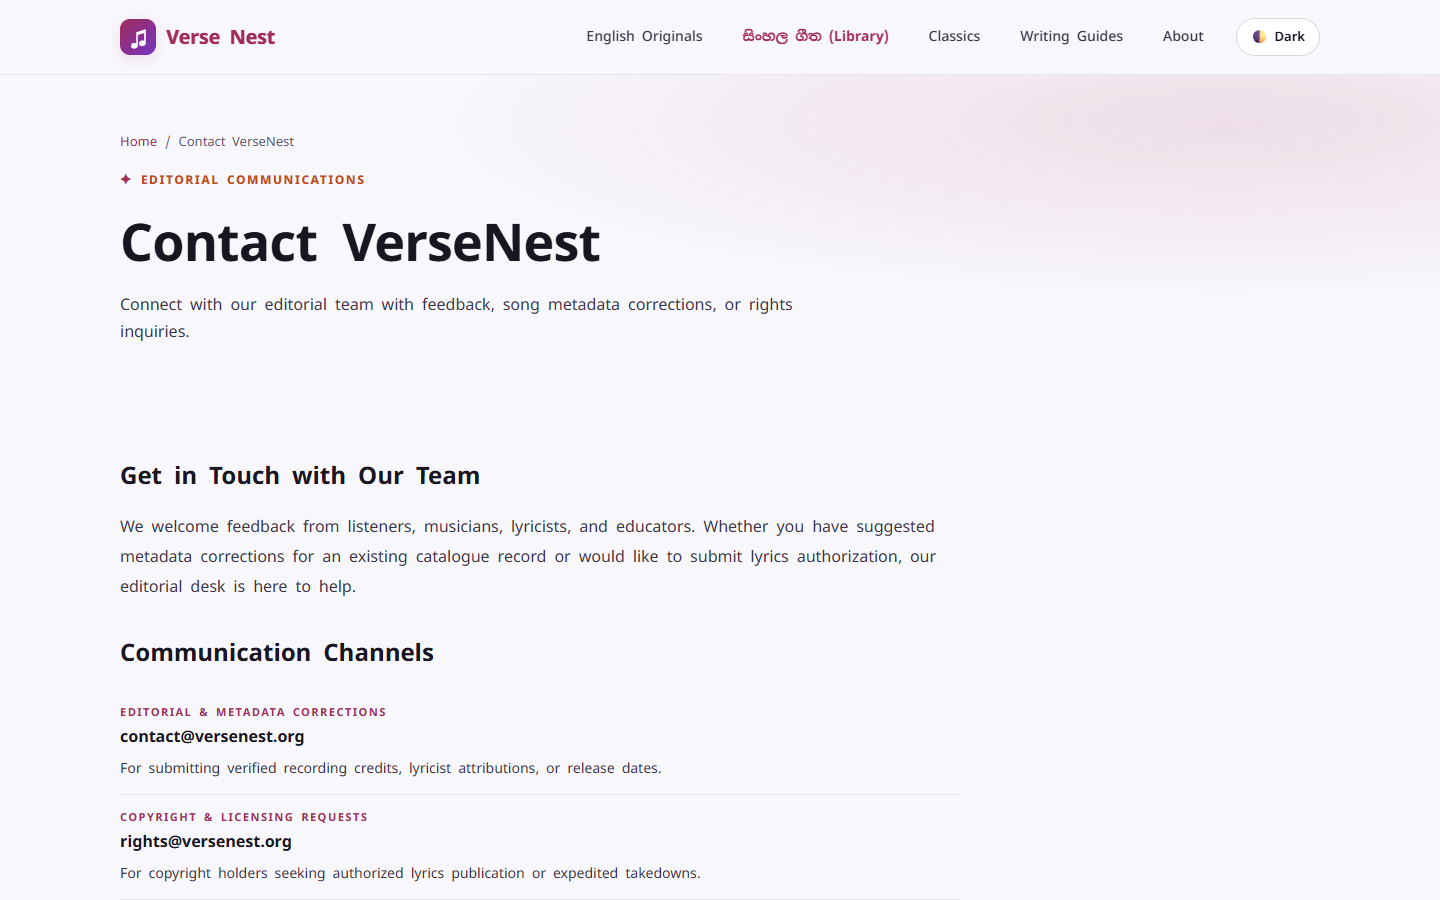 Verse Nest
English Originals
සිංහල ගීත (Library)
Classics
Writing Guides
About
Dark
Home / Contact VerseNest
✦ EDITORIAL COMMUNICATIONS
Contact VerseNest
Connect with our editorial team with feedback, song metadata corrections, or rights
inquiries.
Get in Touch with Our Team
We welcome feedback from listeners, musicians, lyricists, and educators. Whether you have suggested
metadata corrections for an existing catalogue record or would like to submit lyrics authorization, our
editorial desk is here to help.
Communication Channels
EDITORIAL & METADATA CORRECTIONS
contact@versenest.org
For submitting verified recording credits, lyricist attributions, or release dates.
COPYRIGHT & LICENSING REQUESTS
rights@versenest.org
For copyright holders seeking authorized lyrics publication or expedited takedowns.